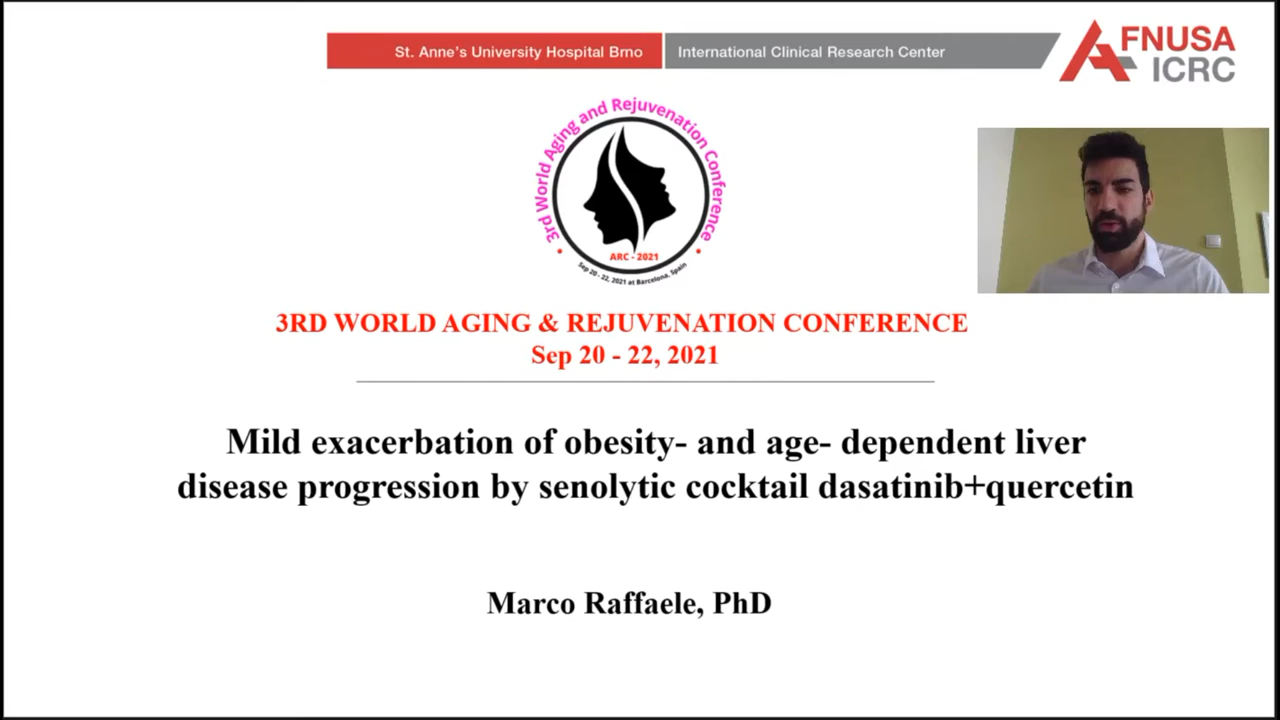 St. Anne's University Hospital Brno
International Clinical Research Center
FNUSA
ICRC
3rd World Aging and Rejuvenation Conference
ARC - 2021
Sep 20 - 22, 2021 at Barcelona, Spain
3RD WORLD AGING & REJUVENATION CONFERENCE
Sep 20 - 22, 2021
Mild exacerbation of obesity- and age- dependent liver
disease progression by senolytic cocktail dasatinib+quercetin
Marco Raffaele, PhD